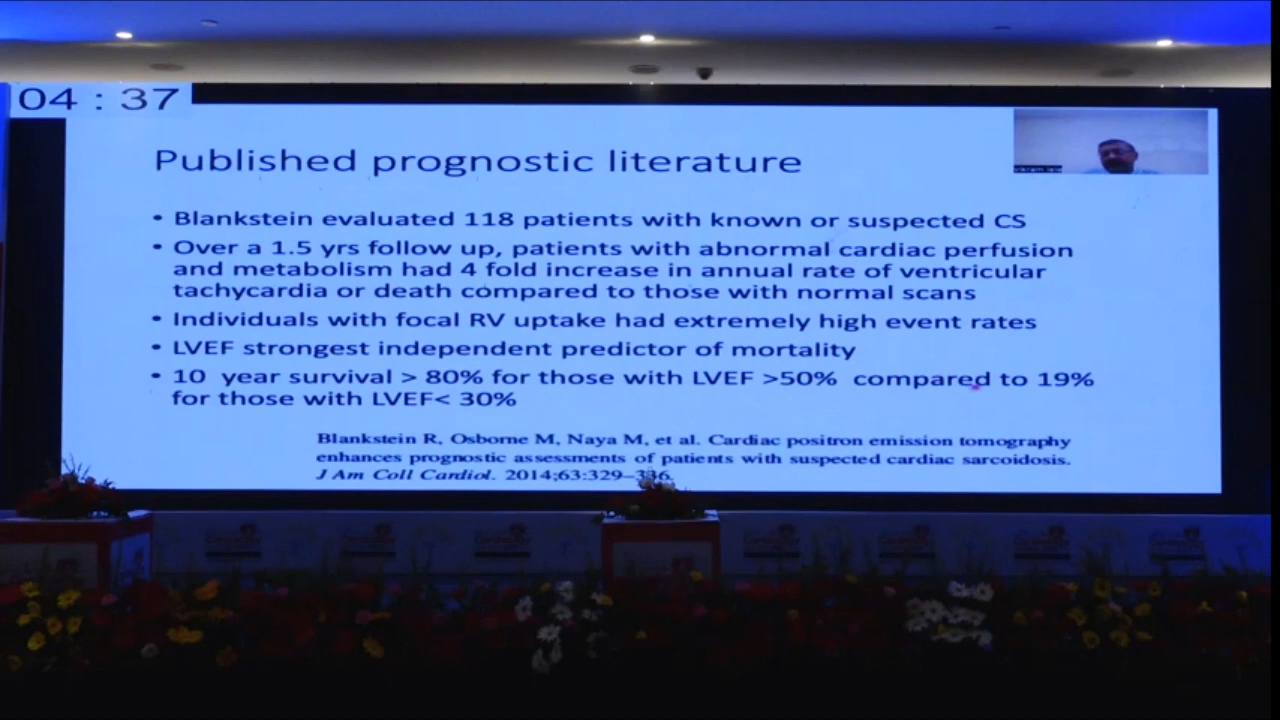 04 : 37
Published prognostic literature
• Blankstein evaluated 118 patients with known or suspected CS
• Over a 1.5 yrs follow up, patients with abnormal cardiac perfusion
and metabolism had 4 fold increase in annual rate of ventricular
tachycardia or death compared to those with normal scans
• Individuals with focal RV uptake had extremely high event rates
• LVEF strongest independent predictor of mortality
• 10 year survival > 80% for those with LVEF >50% compared to 19%
for those with LVEF< 30%
Blankstein R, Osborne M, Naya M, et al. Cardiac positron emission tomography
enhances prognostic assessments of patients with suspected cardiac sarcoidosis.
J Am Coll Cardiol. 2014;63:329–336.